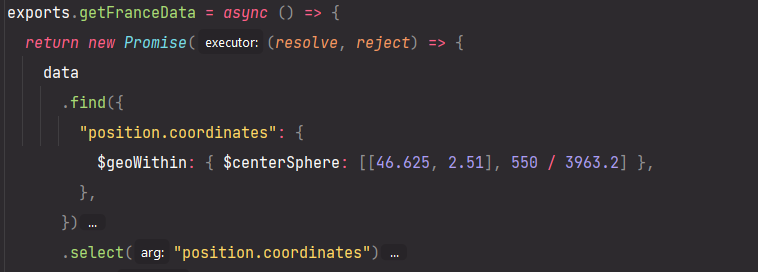 exports.getFranceData = async () => {
return new Promise( executor: (resolve, reject) => {
data
.find({
"position.coordinates": {
$geoWithin: { $centerSphere: [[46.625, 2.51], 550 / 3963.2] },
},
}) ...
.select( arg: "position.coordinates") ...